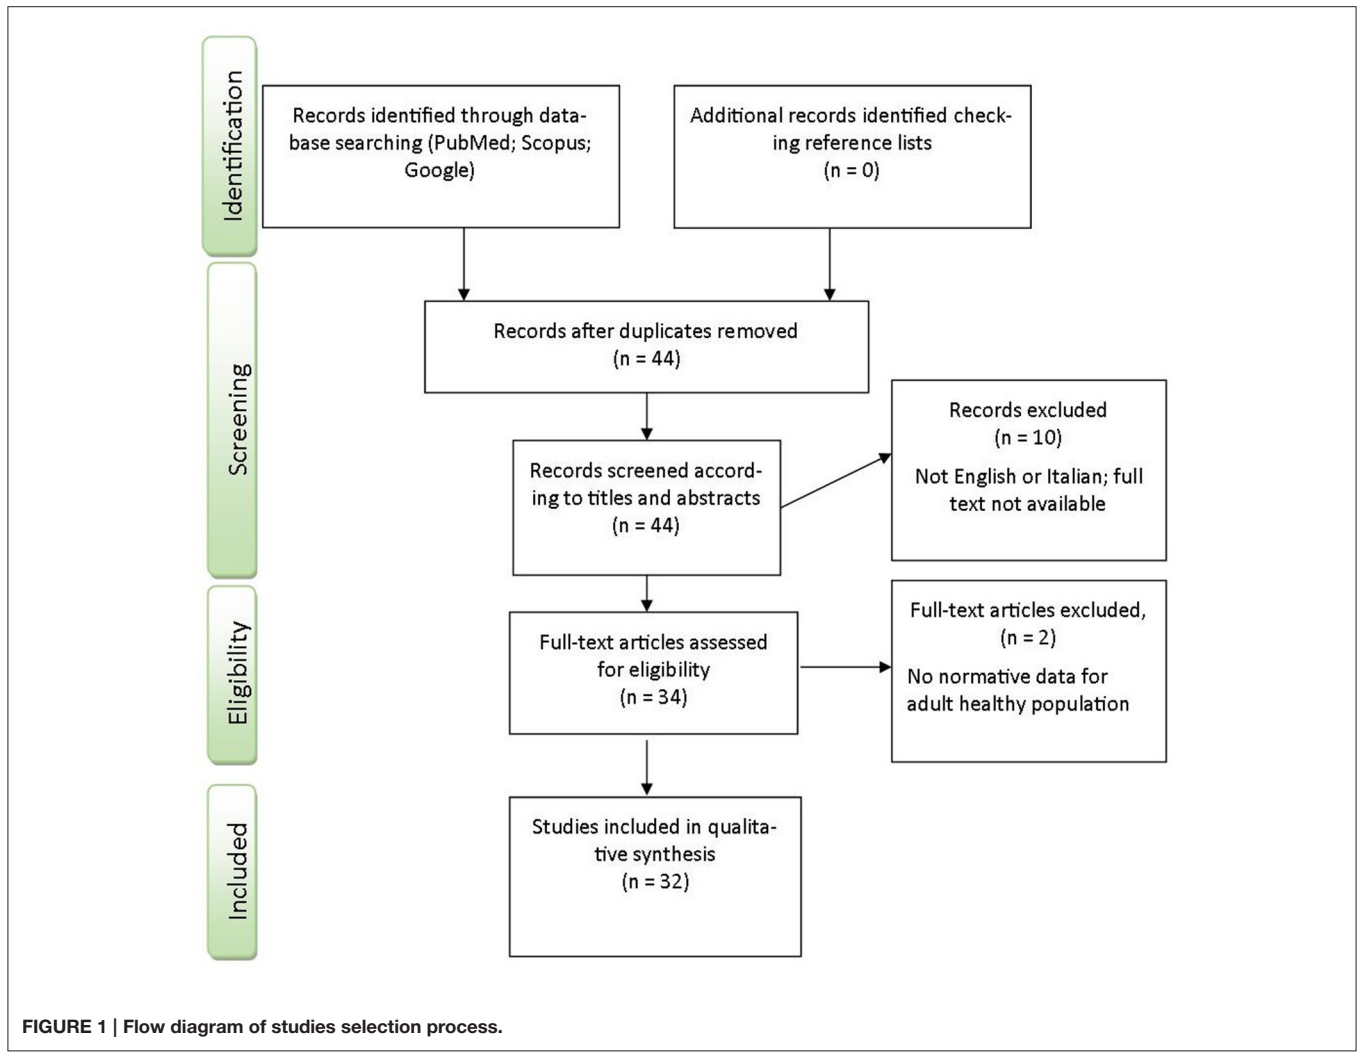 Identification
Records identified through data-
base searching (PubMed; Scopus;
Google)
Additional records identified check-
ing reference lists
(n = 0)
Screening
Records after duplicates removed
(n = 44)
Records screened accord-
ing to titles and abstracts
(n = 44)
Records excluded
(n = 10)
Not English or Italian; full
text not available
Eligibility
Full-text articles assessed
for eligibility
(n = 34)
Full-text articles excluded,
(n = 2)
No normative data for
adult healthy population
Included
Studies included in qualita-
tive synthesis
(n = 32)
FIGURE 1 | Flow diagram of studies selection process.